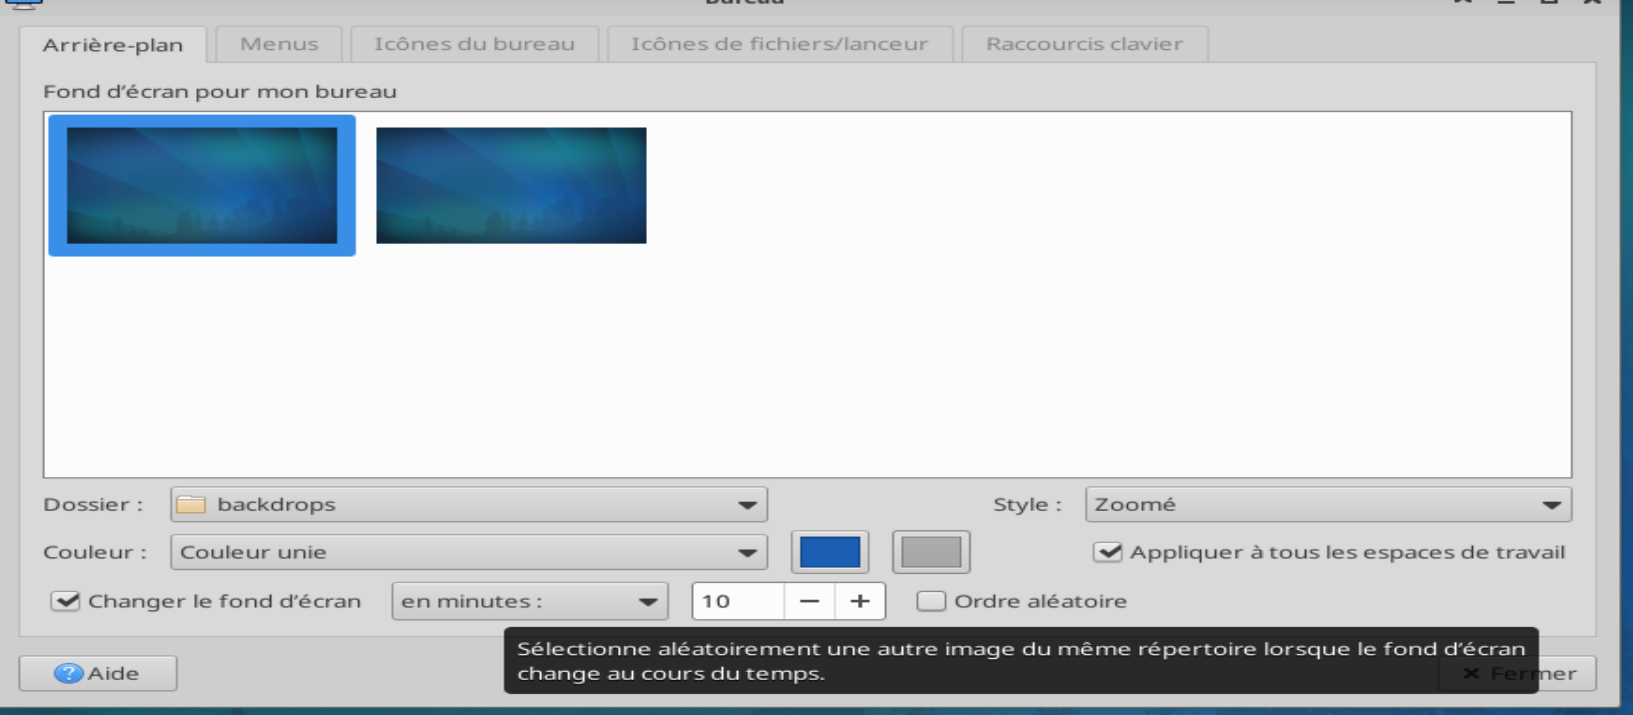 Bureau
Arrière-plan
Menus
Icônes du bureau
Icônes de fichiers/lanceur
Raccourcis clavier
Fond d'écran pour mon bureau
Dossier :
backdrops
Style :
Zoomé
Couleur :
Couleur unie
Appliquer à tous les espaces de travail
Changer le fond d'écran
en minutes :
10
Ordre aléatoire
Sélectionne aléatoirement une autre image du même répertoire lorsque le fond d'écran
change au cours du temps.
Aide
Fermer